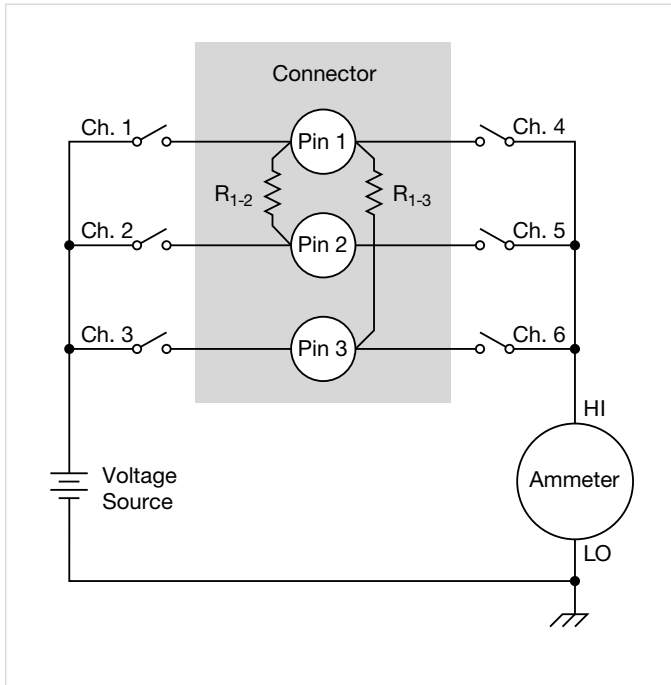 Connector
Ch. 1
Pin 1
Ch. 4
R1-2
R1-3
Ch. 2
Pin 2
Ch. 5
Ch. 3
Pin 3
Ch. 6
HI
Voltage
Source
Ammeter
LO